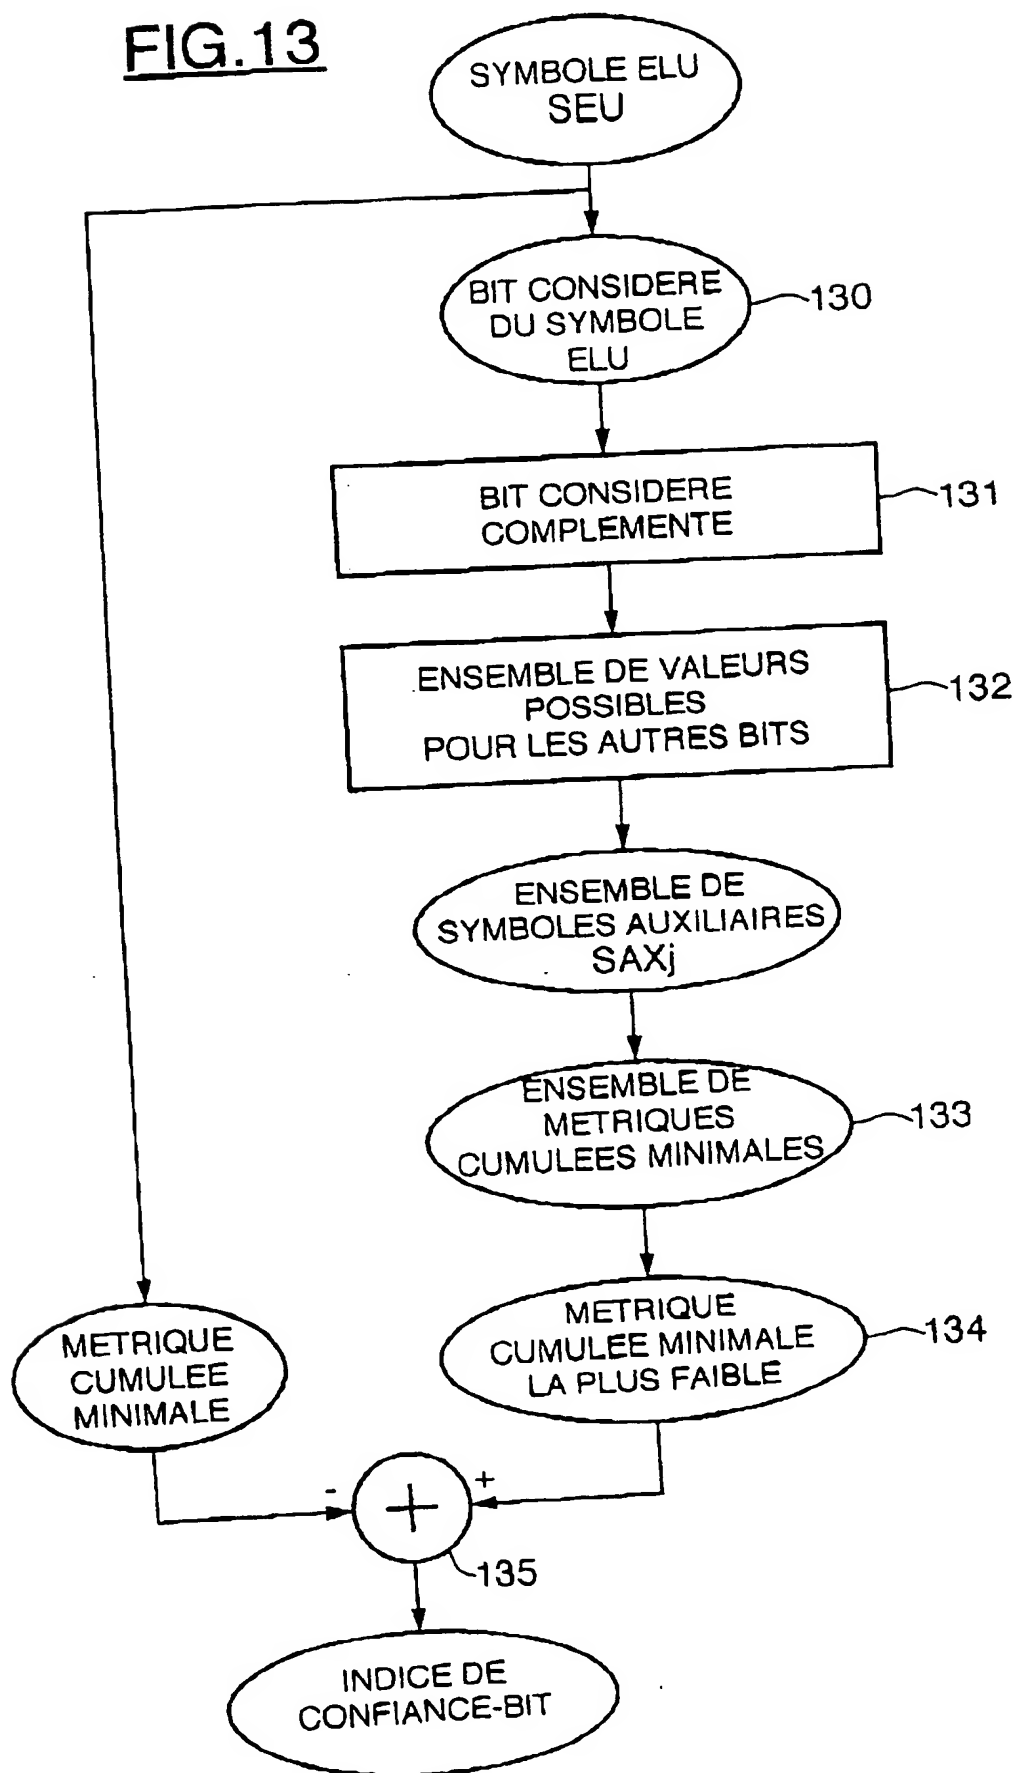 FIG.13
SYMBOLE ELU
SEU
BIT CONSIDERE
DU SYMBOLE
ELU
130
BIT CONSIDERE
COMPLEMENTE
131
ENSEMBLE DE VALEURS
POSSIBLES
POUR LES AUTRES BITS
132
ENSEMBLE DE
SYMBOLES AUXILIAIRES
SAXj
ENSEMBLE DE
METRIQUES
CUMULEES MINIMALES
133
METRIQUE
CUMULEE MINIMALE
LA PLUS FAIBLE
134
METRIQUE
CUMULEE
MINIMALE
-
+
+
135
INDICE DE
CONFIANCE-BIT